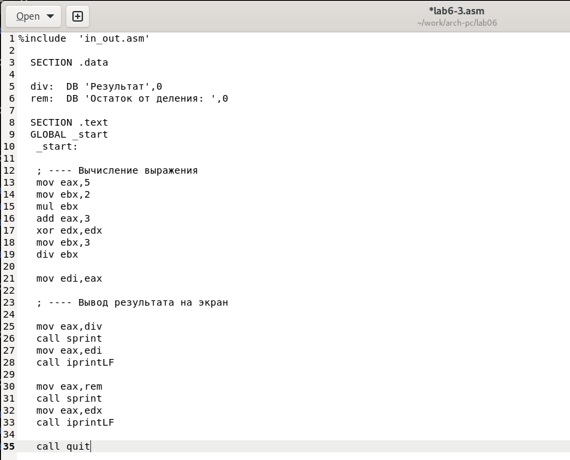 Open
*lab6-3.asm
~/work/arch-pc/lab06
1 %include 'in_out.asm'
2
3 SECTION .data
4
5 div: DB 'Результат',0
6 rem: DB 'Остаток от деления: ',0
7
8 SECTION .text
9 GLOBAL _start
10 _start:
11
12 ; ---- Вычисление выражения
13 mov eax,5
14 mov ebx,2
15 mul ebx
16 add eax,3
17 xor edx,edx
18 mov ebx,3
19 div ebx
20
21 mov edi,eax
22
23 ; ---- Вывод результата на экран
24
25 mov eax,div
26 call sprint
27 mov eax,edi
28 call iprintLF
29
30 mov eax,rem
31 call sprint
32 mov eax,edx
33 call iprintLF
34
35 call quit